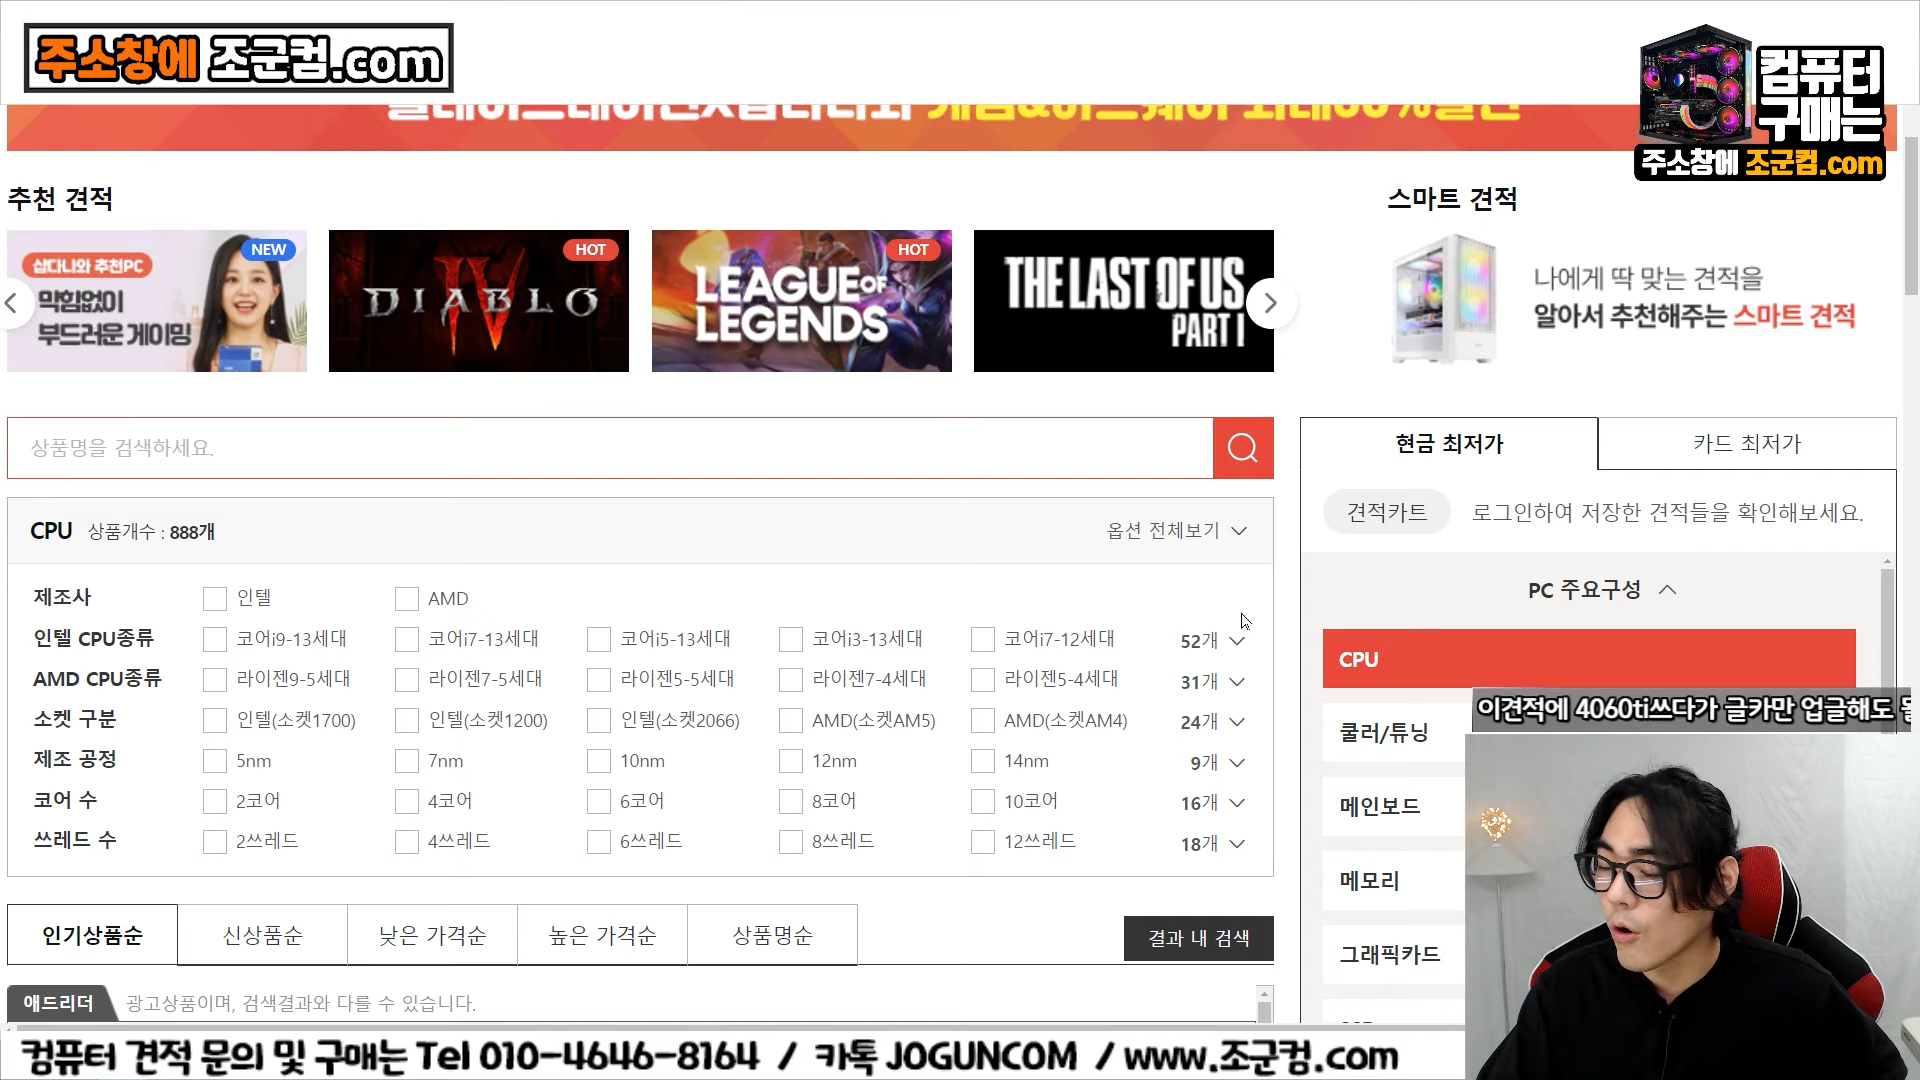 주소창에 조군컴.com
컴퓨터
구매는
주소창에 조군컴.com
추천 견적
스마트 견적
샵다나와 추천PC
NEW
막힘없이
부드러운 게이밍
HOT
DIABLO
IV
HOT
LEAGUE OF
LEGENDS
THE LAST OF US
PART I
나에게 딱 맞는 견적을
알아서 추천해주는 스마트 견적
상품명을 검색하세요.
현금 최저가
카드 최저가
견적카트 로그인하여 저장한 견적들을 확인해보세요.
CPU 상품개수 : 888개
옵션 전체보기
제조사 인텔 AMD
인텔 CPU종류 코어i9-13세대 코어i7-13세대 코어i5-13세대 코어i3-13세대 코어i7-12세대 52개
AMD CPU종류 라이젠9-5세대 라이젠7-5세대 라이젠5-5세대 라이젠7-4세대 라이젠5-4세대 31개
소켓 구분 인텔(소켓1700) 인텔(소켓1200) 인텔(소켓2066) AMD(소켓AM5) AMD(소켓AM4) 24개
제조 공정 5nm 7nm 10nm 12nm 14nm 9개
코어 수 2코어 4코어 6코어 8코어 10코어 16개
쓰레드 수 2쓰레드 4쓰레드 6쓰레드 8쓰레드 12쓰레드 18개
PC 주요구성
CPU
쿨러/튜닝
메인보드
메모리
그래픽카드
이견적에 4060ti쓰다가 글카만 업글해도
인기상품순 신상품순 낮은 가격순 높은 가격순 상품명순
결과 내 검색
애드리더 광고상품이며, 검색결과와 다를 수 있습니다.
컴퓨터 견적 문의 및 구매는 Tel 010-4646-8164 / 카톡 JOGUNCOM / www.조군컴.com